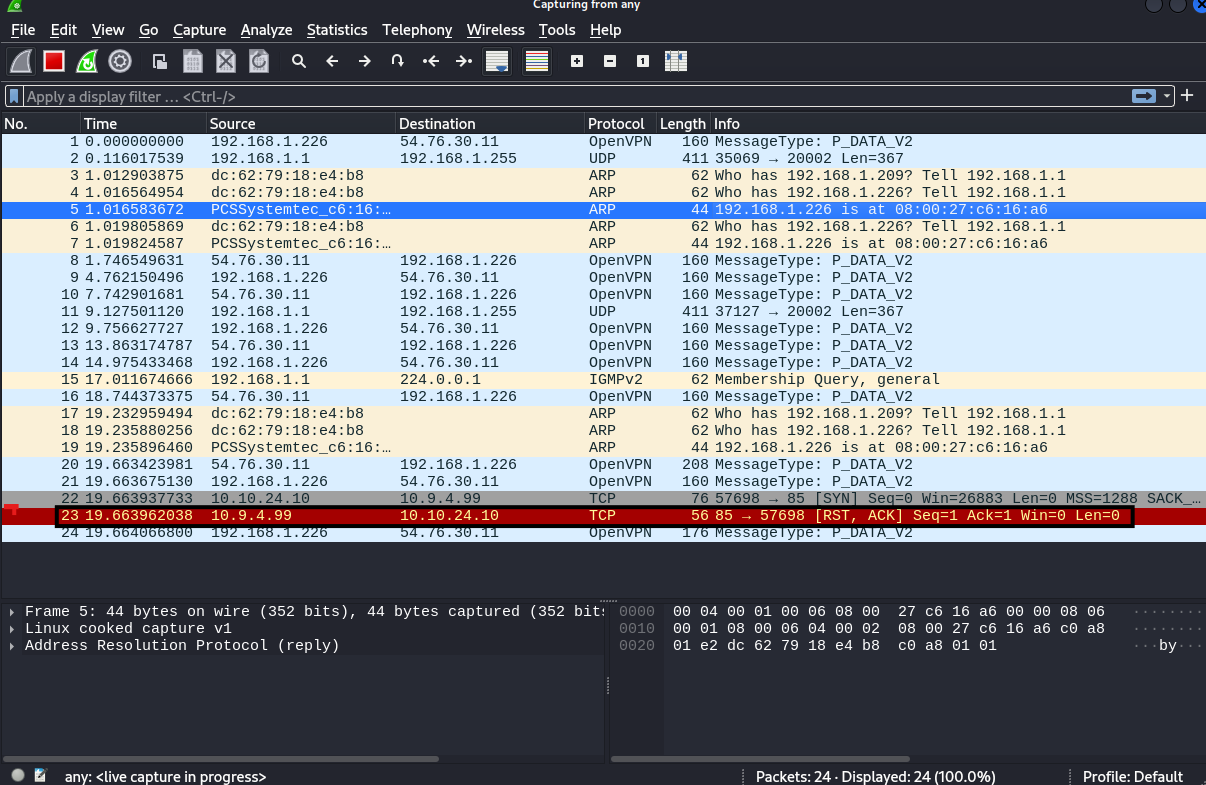 Capturing from any
File Edit View Go Capture Analyze Statistics Telephony Wireless Tools Help
Apply a display filter … <Ctrl-/>
No. Time Source Destination Protocol Length Info
1 0.000000000 192.168.1.226 54.76.30.11 OpenVPN 160 MessageType: P_DATA_V2
2 0.116017539 192.168.1.1 192.168.1.255 UDP 411 35069 → 20002 Len=367
3 1.012903875 dc:62:79:18:e4:b8 ARP 62 Who has 192.168.1.209? Tell 192.168.1.1
4 1.016564954 dc:62:79:18:e4:b8 ARP 62 Who has 192.168.1.226? Tell 192.168.1.1
5 1.016583672 PCSSystemtec_c6:16:… ARP 44 192.168.1.226 is at 08:00:27:c6:16:a6
6 1.019805869 dc:62:79:18:e4:b8 ARP 62 Who has 192.168.1.226? Tell 192.168.1.1
7 1.019824587 PCSSystemtec_c6:16:… ARP 44 192.168.1.226 is at 08:00:27:c6:16:a6
8 1.746549631 54.76.30.11 192.168.1.226 OpenVPN 160 MessageType: P_DATA_V2
9 4.762150496 192.168.1.226 54.76.30.11 OpenVPN 160 MessageType: P_DATA_V2
10 7.742901681 54.76.30.11 192.168.1.226 OpenVPN 160 MessageType: P_DATA_V2
11 9.127501120 192.168.1.1 192.168.1.255 UDP 411 37127 → 20002 Len=367
12 9.756627727 192.168.1.226 54.76.30.11 OpenVPN 160 MessageType: P_DATA_V2
13 13.863174787 54.76.30.11 192.168.1.226 OpenVPN 160 MessageType: P_DATA_V2
14 14.975433468 192.168.1.226 54.76.30.11 OpenVPN 160 MessageType: P_DATA_V2
15 17.011674666 192.168.1.1 224.0.0.1 IGMPv2 62 Membership Query, general
16 18.744373375 54.76.30.11 192.168.1.226 OpenVPN 160 MessageType: P_DATA_V2
17 19.232959494 dc:62:79:18:e4:b8 ARP 62 Who has 192.168.1.209? Tell 192.168.1.1
18 19.235880256 dc:62:79:18:e4:b8 ARP 62 Who has 192.168.1.226? Tell 192.168.1.1
19 19.235896460 PCSSystemtec_c6:16:… ARP 44 192.168.1.226 is at 08:00:27:c6:16:a6
20 19.663423981 54.76.30.11 192.168.1.226 OpenVPN 208 MessageType: P_DATA_V2
21 19.663675130 192.168.1.226 54.76.30.11 OpenVPN 160 MessageType: P_DATA_V2
22 19.663937733 10.10.24.10 10.9.4.99 TCP 76 57698 → 85 [SYN] Seq=0 Win=26883 Len=0 MSS=1288 SACK_…
23 19.663962038 10.9.4.99 10.10.24.10 TCP 56 85 → 57698 [RST, ACK] Seq=1 Ack=1 Win=0 Len=0
24 19.664066800 192.168.1.226 54.76.30.11 OpenVPN 176 MessageType: P_DATA_V2
Frame 5: 44 bytes on wire (352 bits), 44 bytes captured (352 bits
Linux cooked capture v1
Address Resolution Protocol (reply)
0000 00 04 00 01 00 06 08 00 27 c6 16 a6 00 00 08 06 ········
0010 00 01 08 00 06 04 00 02 08 00 27 c6 16 a6 c0 a8 ········
0020 01 e2 dc 62 79 18 e4 b8 c0 a8 01 01 ···by···
any: <live capture in progress>
Packets: 24 · Displayed: 24 (100.0%)
Profile: Default